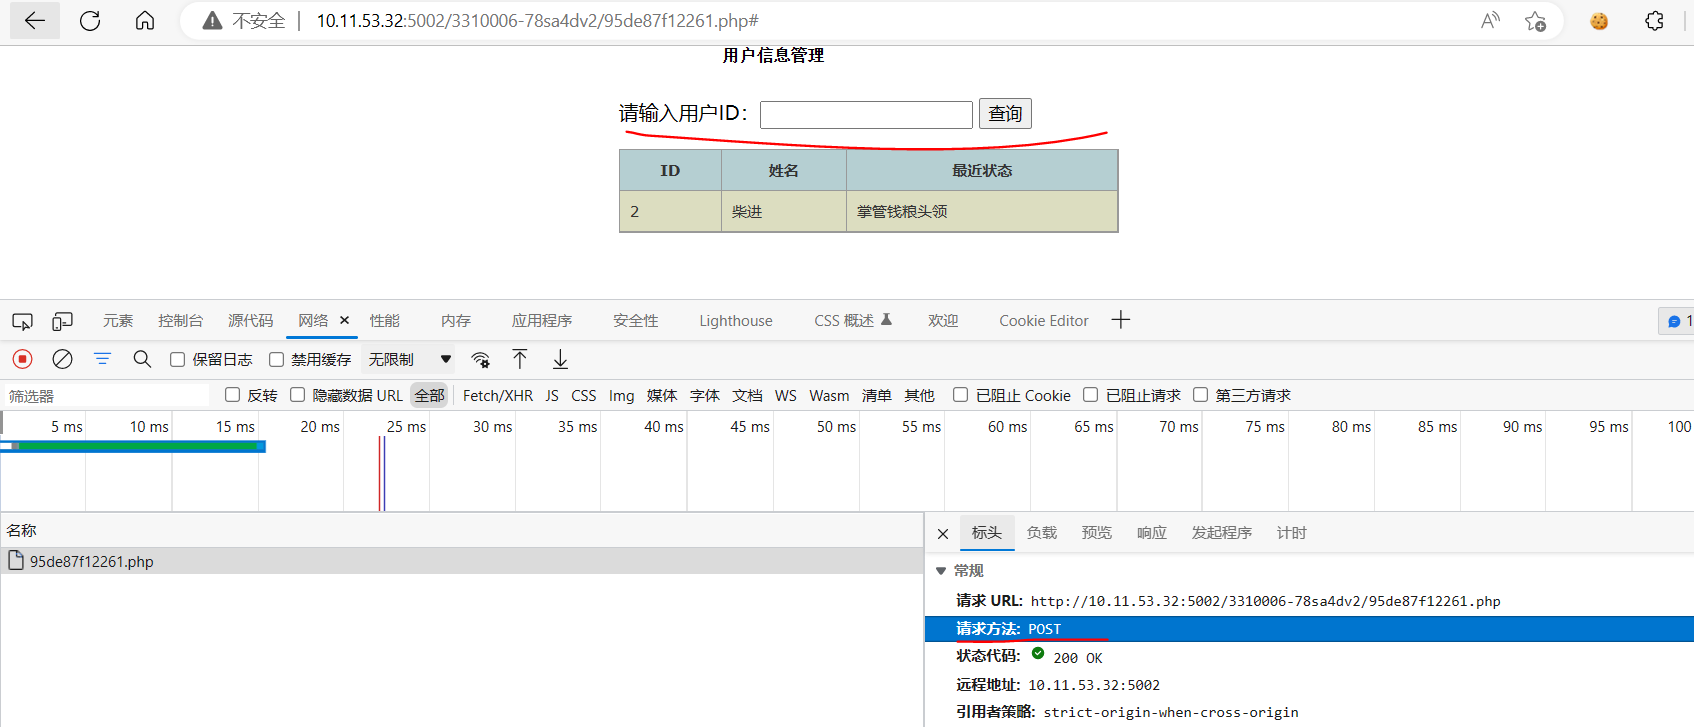 不安全 10.11.53.32:5002/3310006-78sa4dv2/95de87f12261.php#
用户信息管理
请输入用户ID： 查询
ID 姓名 最近状态
2 柴进 掌管钱粮头领
元素 控制台 源代码 网络 性能 内存 应用程序 安全性 Lighthouse CSS 概述 欢迎 Cookie Editor 1
保留日志 禁用缓存 无限制
筛选器 反转 隐藏数据 URL 全部 Fetch/XHR JS CSS Img 媒体 字体 文档 WS Wasm 清单 其他 已阻止 Cookie 已阻止请求 第三方请求
5 ms 10 ms 15 ms 20 ms 25 ms 30 ms 35 ms 40 ms 45 ms 50 ms 55 ms 60 ms 65 ms 70 ms 75 ms 80 ms 85 ms 90 ms 95 ms 100
名称
95de87f12261.php
标头 负载 预览 响应 发起程序 计时
常规
请求 URL: http://10.11.53.32:5002/3310006-78sa4dv2/95de87f12261.php
请求方法: POST
状态代码: 200 OK
远程地址: 10.11.53.32:5002
引用者策略: strict-origin-when-cross-origin